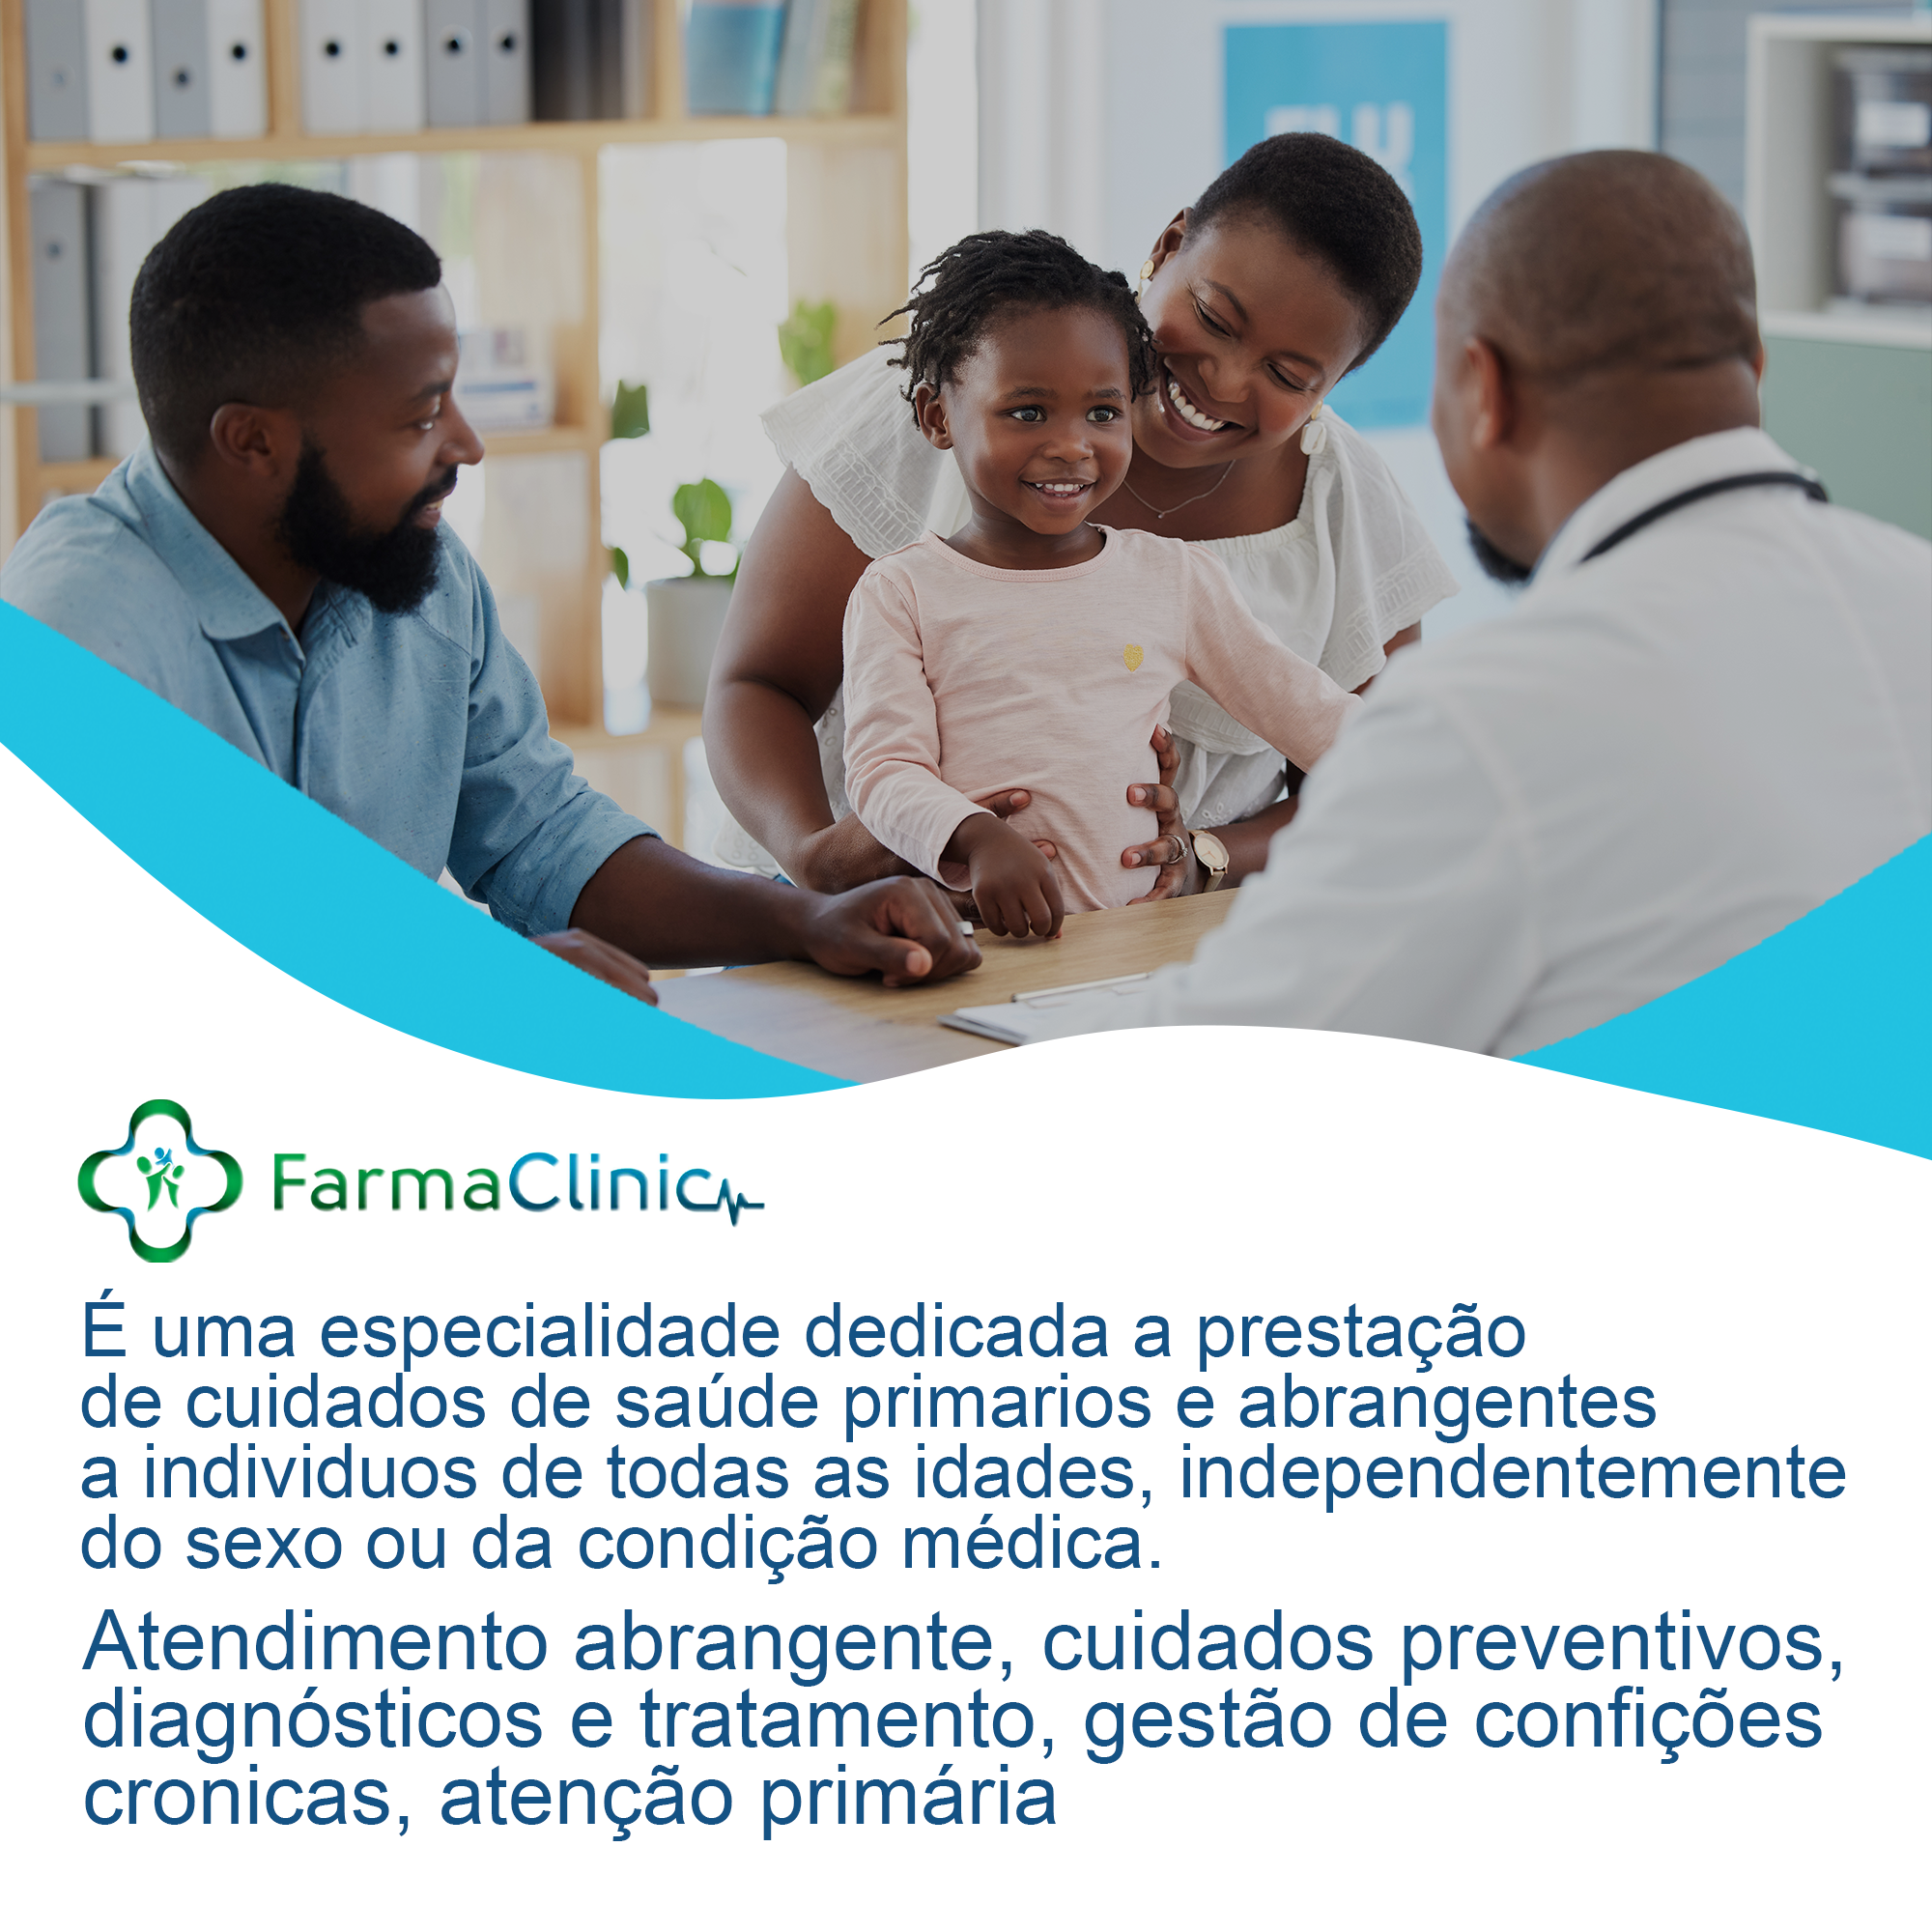 FarmaClinic
É uma especialidade dedicada a prestação
de cuidados de saúde primarios e abrangentes
a individuos de todas as idades, independentemente
do sexo ou da condição médica.
Atendimento abrangente, cuidados preventivos,
diagnósticos e tratamento, gestão de confições
cronicas, atenção primária